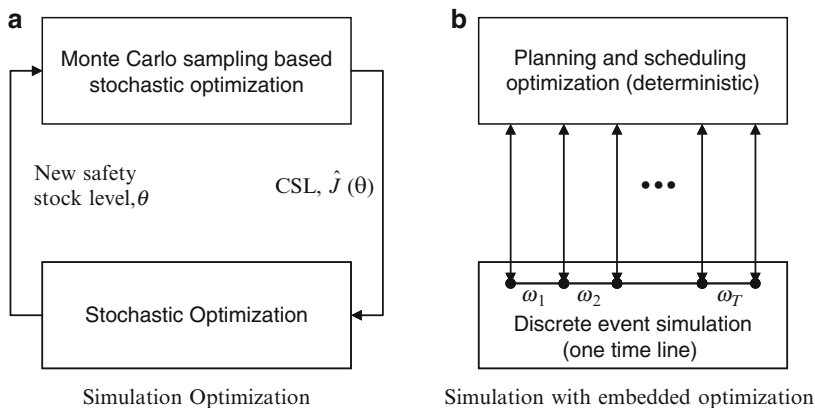 a
Monte Carlo sampling based
stochastic optimization
New safety
stock level,θ
CSL, Ĵ (θ)
Stochastic Optimization
Simulation Optimization
b
Planning and scheduling
optimization (deterministic)
•••
ω1 ω2 ωT
Discrete event simulation
(one time line)
Simulation with embedded optimization